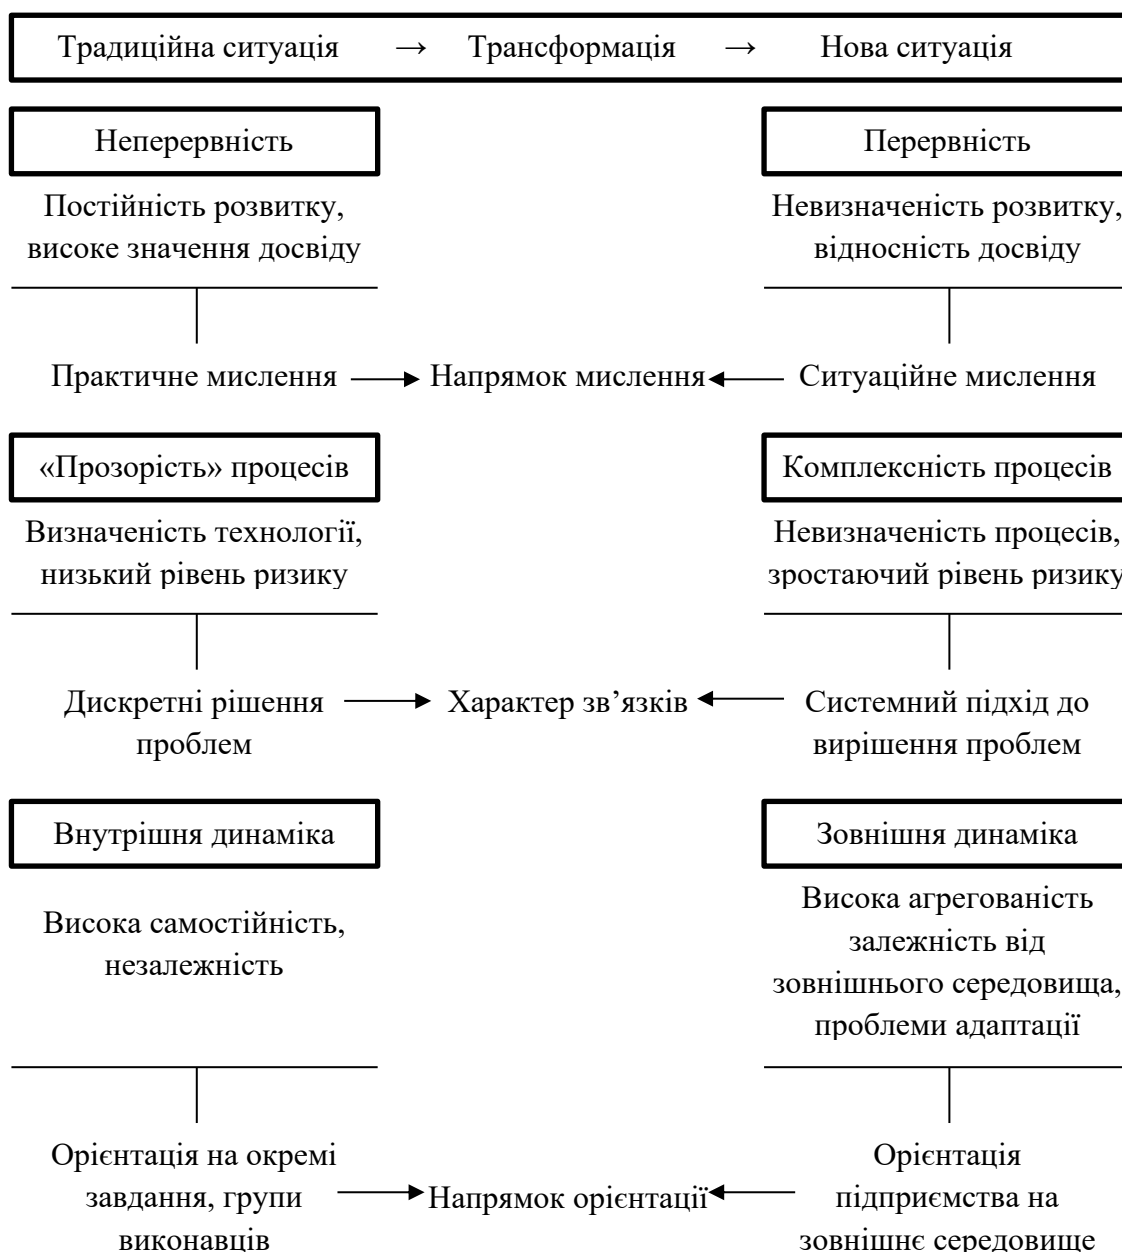 Традиційна ситуація → Трансформація → Нова ситуація
Неперервність
Перервність
Постійність розвитку,
високе значення досвіду
Невизначеність розвитку,
відносність досвіду
Практичне мислення
Напрямок мислення
Ситуаційне мислення
«Прозорість» процесів
Комплексність процесів
Визначеність технології,
низький рівень ризику
Невизначеність процесів,
зростаючий рівень ризику
Дискретні рішення
проблем
Характер зв’язків
Системний підхід до
вирішення проблем
Внутрішня динаміка
Зовнішня динаміка
Висока самостійність,
незалежність
Висока агрегованість
залежність від
зовнішнього середовища,
проблеми адаптації
Орієнтація на окремі
завдання, групи
виконавців
Напрямок орієнтації
Орієнтація
підприємства на
зовнішнє середовище